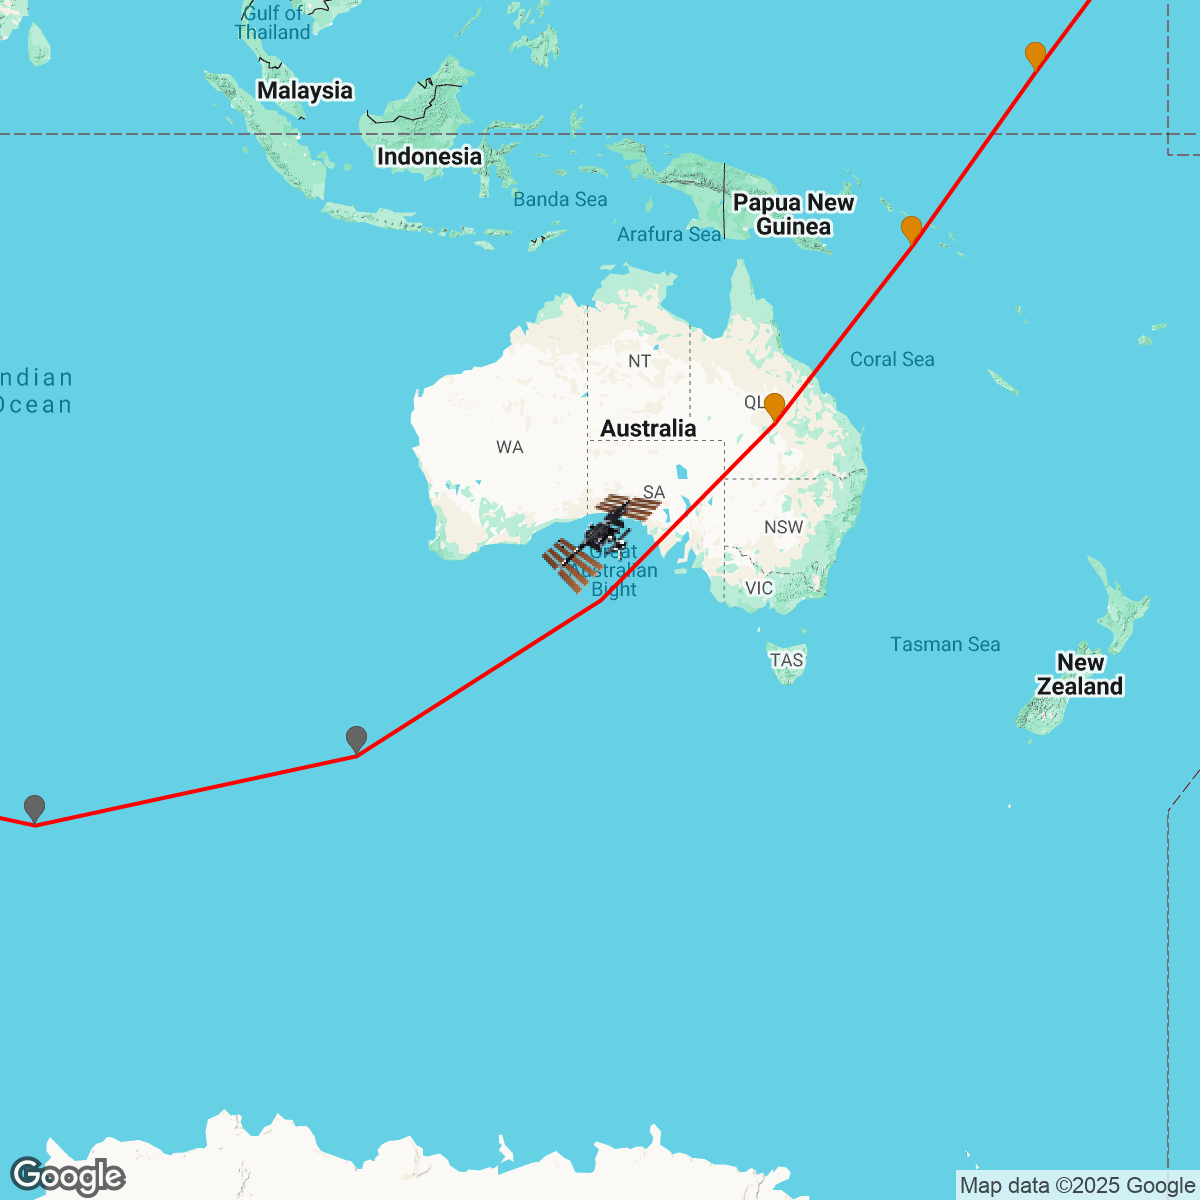 Gulf of
Thailand
Malaysia
Indonesia
Banda Sea
Papua New
Guinea
Arafura Sea
Coral Sea
NT
ndian
Ocean
QL
Australia
WA
SA
NSW
Great
Australian
Bight
VIC
Tasman Sea
TAS
New
Zealand
Google
Map data ©2025 Google